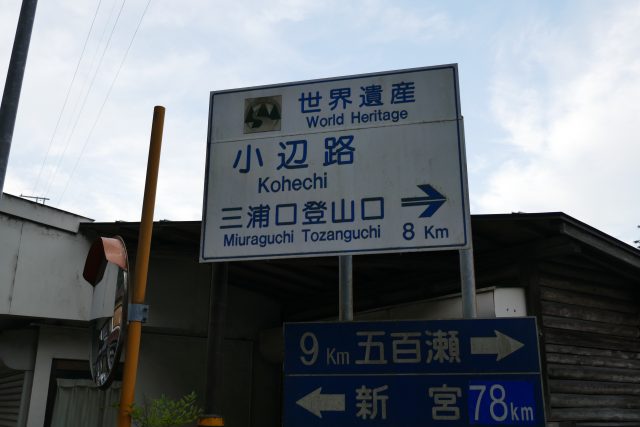 世界遺産
World Heritage
小辺路
Kohechi
三浦口登山口
Miuraguchi Tozanguchi 8 Km
9 Km 五百瀬
新宮 78km